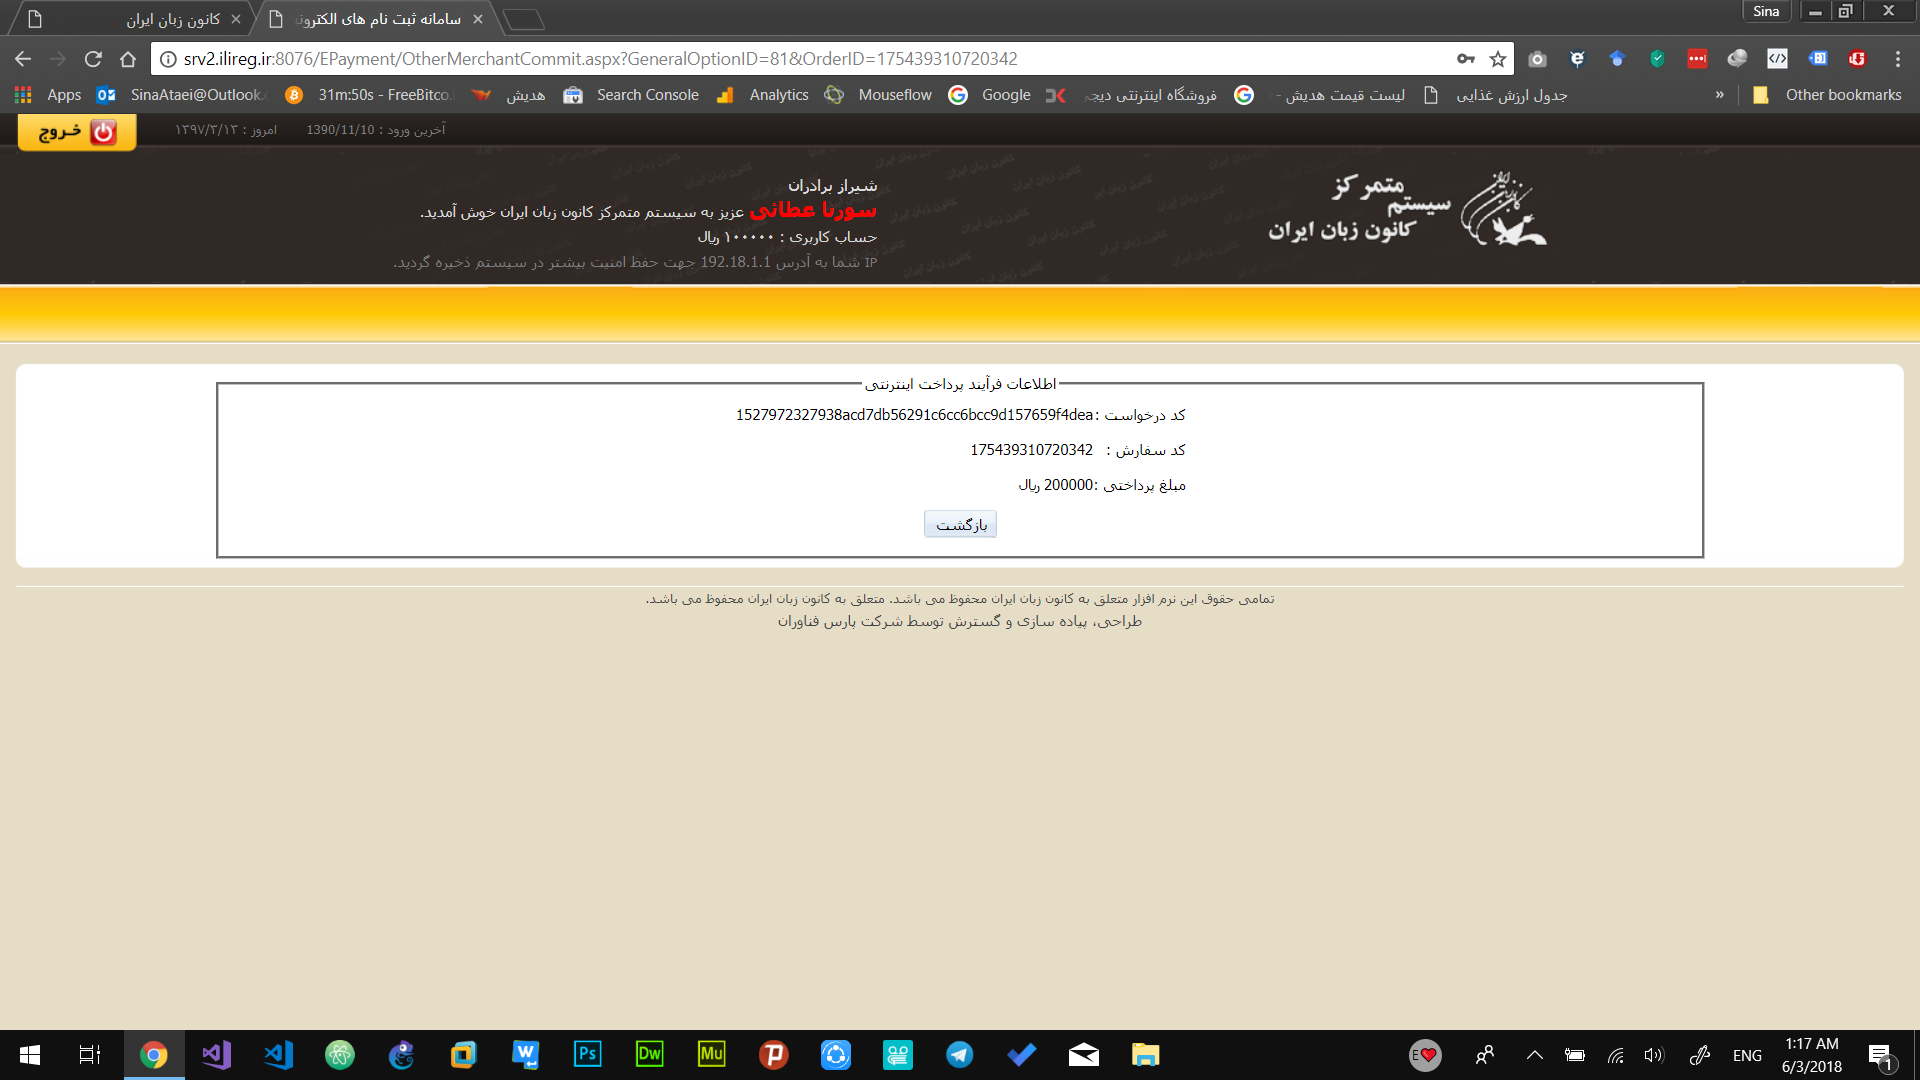 کانون زبان ایران
سامانه ثبت نام های الکترونی
Sina
srv2.ilireg.ir:8076/EPayment/OtherMerchantCommit.aspx?GeneralOptionID=81&OrderID=175439310720342
Apps
SinaAtaei@Outlook.
31m:50s - FreeBitco.
هدیش
Search Console
Analytics
Mouseflow
Google
فروشگاه اینترنتی دیجی
لیست قیمت هدیش -
جدول ارزش غذایی
»
Other bookmarks
خروج
امروز : ۱۳۹۷/۳/۱۳
آخرین ورود : 1390/11/10
شیراز برادران
سورنا عطائی عزیز به سیستم متمرکز کانون زبان ایران خوش آمدید.
حساب کاربری : ۱۰۰۰۰۰ ریال
IP شما به آدرس 192.18.1.1 جهت حفظ امنیت بیشتر در سیستم ذخیره گردید.
متمرکز
سیستم
کانون زبان ایران
اطلاعات فرآیند پرداخت اینترنتی
کد درخواست :1527972327938acd7db56291c6cc6bcc9d157659f4dea
کد سفارش : 175439310720342
مبلغ پرداختی :200000 ریال
بازگشت
تمامی حقوق این نرم افزار متعلق به کانون زبان ایران محفوظ می باشد. متعلق به کانون زبان ایران محفوظ می باشد.
طراحی، پیاده سازی و گسترش توسط شرکت پارس فناوران
Ps
Dw
Mu
E
ENG
1:17 AM
6/3/2018
1